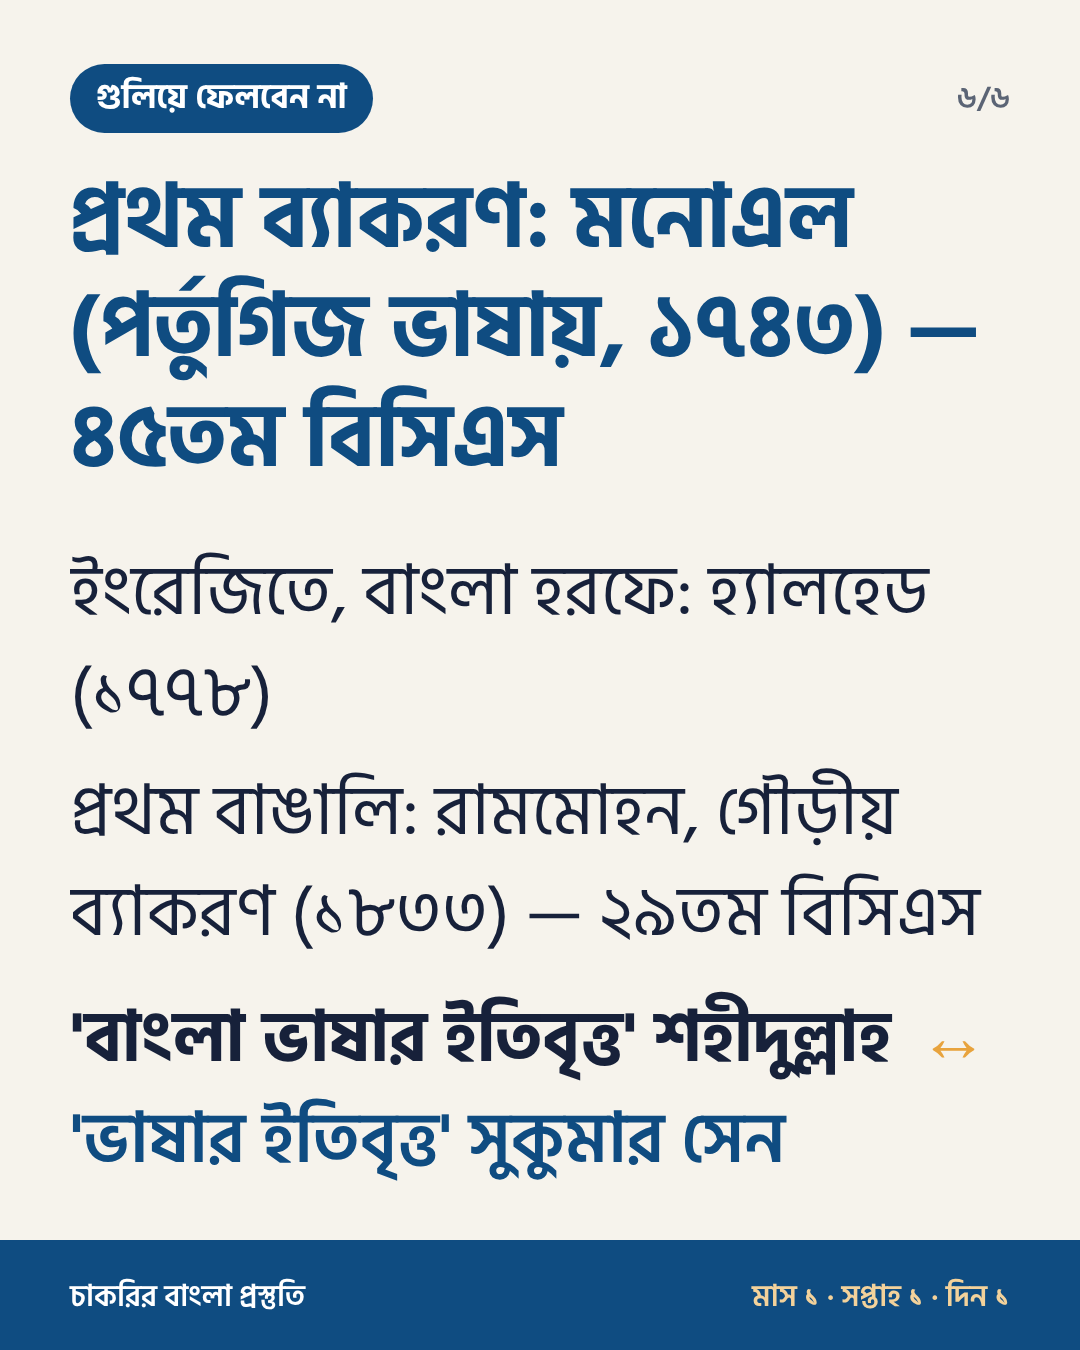 গুলিয়ে ফেলবেন না
৬/৬
প্রথম ব্যাকরণ: মনোএল
(পর্তুগিজ ভাষায়, ১৭৪৩) —
৪৫তম বিসিএস
ইংরেজিতে, বাংলা হরফে: হ্যালহেড
(১৭৭৮)
প্রথম বাঙালি: রামমোহন, গৌড়ীয়
ব্যাকরণ (১৮৩৩) — ২৯তম বিসিএস
'বাংলা ভাষার ইতিবৃত্ত' শহীদুল্লাহ ↔
'ভাষার ইতিবৃত্ত' সুকুমার সেন
চাকরির বাংলা প্রস্তুতি
মাস ১ · সপ্তাহ ১ · দিন ১